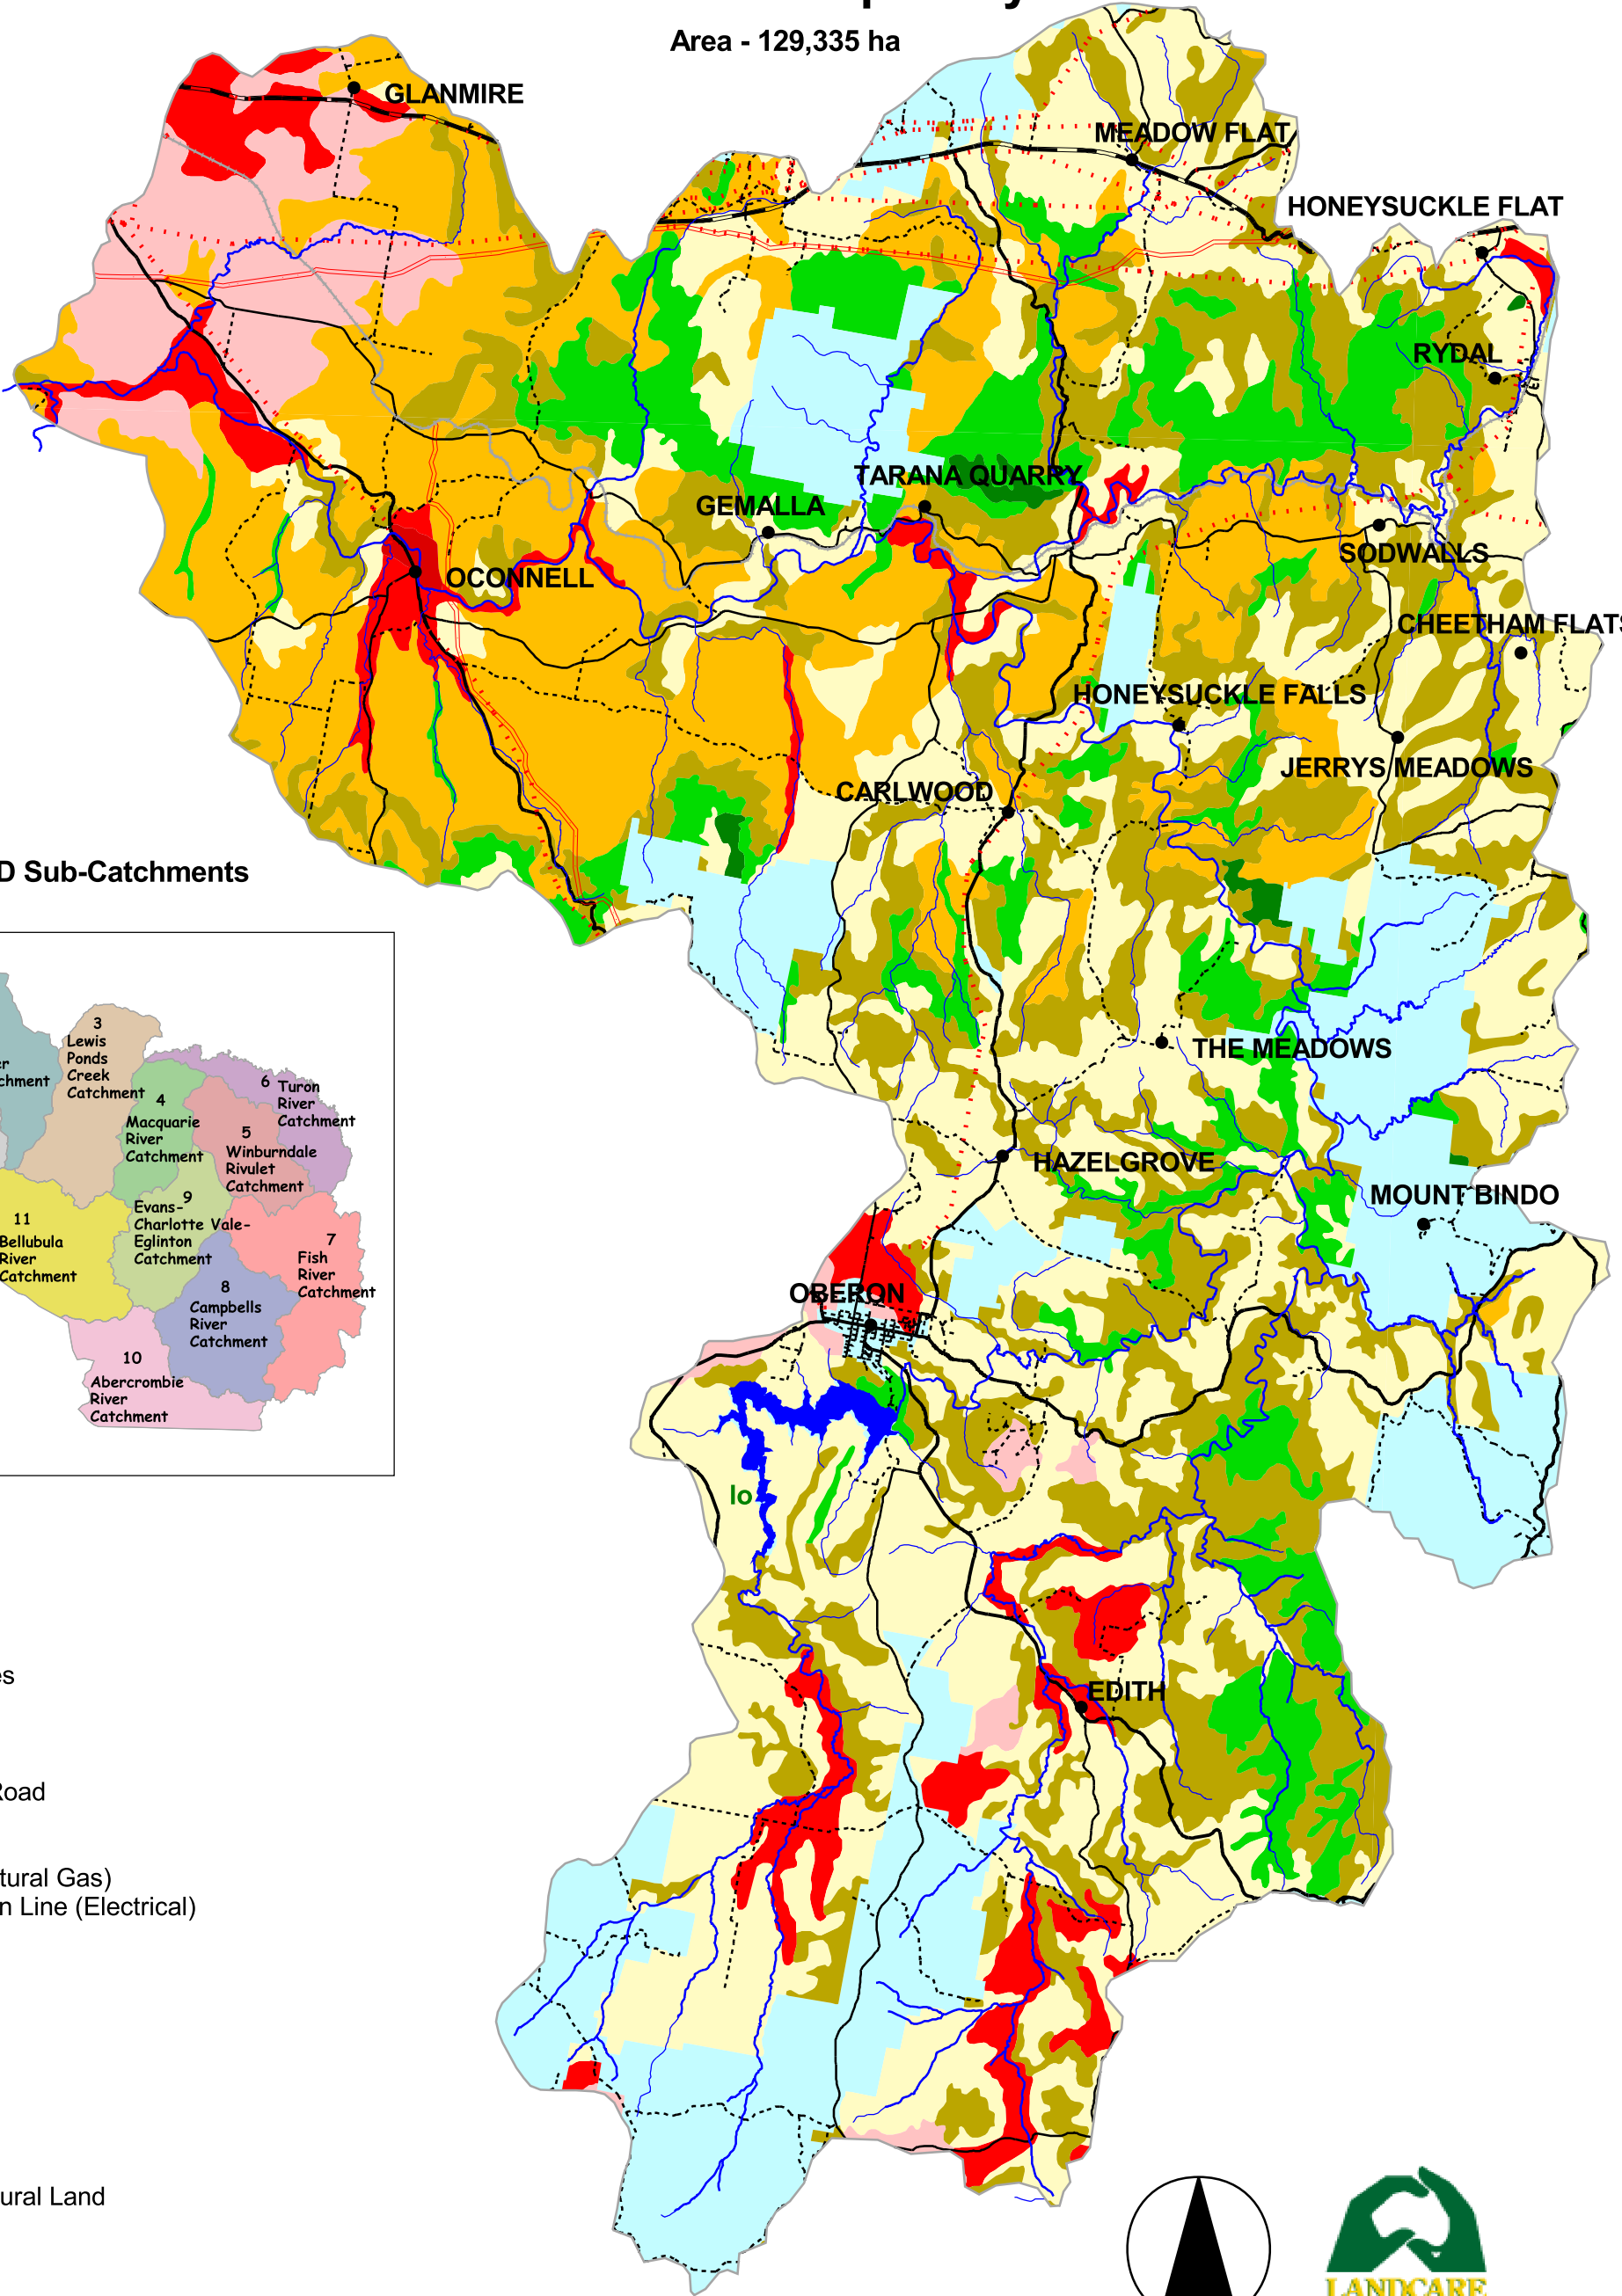 Area - 129,335 ha
GLANMIRE
MEADOW FLAT
HONEYSUCKLE FLAT
RYDAL
TARANA QUARRY
GEMALLA
SODWALLS
OCONNELL
CHEETHAM FLATS
HONEYSUCKLE FALLS
JERRYS MEADOWS
CARLWOOD
D Sub-Catchments
3
Lewis
Ponds
Creek
Catchment
er
chment
4
Macquarie
River
Catchment
6 Turon
River
Catchment
5
Winburndale
Rivulet
Catchment
9
Evans-
Charlotte Vale-
Eglinton
Catchment
11
Bellubula
River
Catchment
7
Fish
River
Catchment
8
Campbells
River
Catchment
10
Abercrombie
River
Catchment
THE MEADOWS
HAZELGROVE
MOUNT BINDO
OBERON
lo
EDITH
es
Road
tural Gas)
n Line (Electrical)
ural Land
LANDCARE